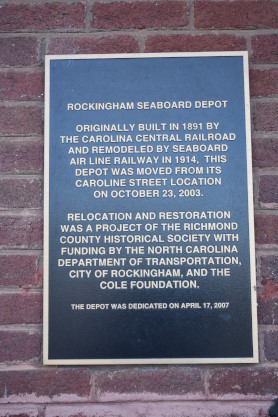 ROCKINGHAM SEABOARD DEPOT
ORIGINALLY BUILT IN 1891 BY
THE CAROLINA CENTRAL RAILROAD
AND REMODELED BY SEABOARD
AIR LINE RAILWAY IN 1914, THIS
DEPOT WAS MOVED FROM ITS
CAROLINE STREET LOCATION
ON OCTOBER 23, 2003.
RELOCATION AND RESTORATION
WAS A PROJECT OF THE RICHMOND
COUNTY HISTORICAL SOCIETY WITH
FUNDING BY THE NORTH CAROLINA
DEPARTMENT OF TRANSPORTATION,
CITY OF ROCKINGHAM, AND THE
COLE FOUNDATION.
THE DEPOT WAS DEDICATED ON APRIL 17, 2007